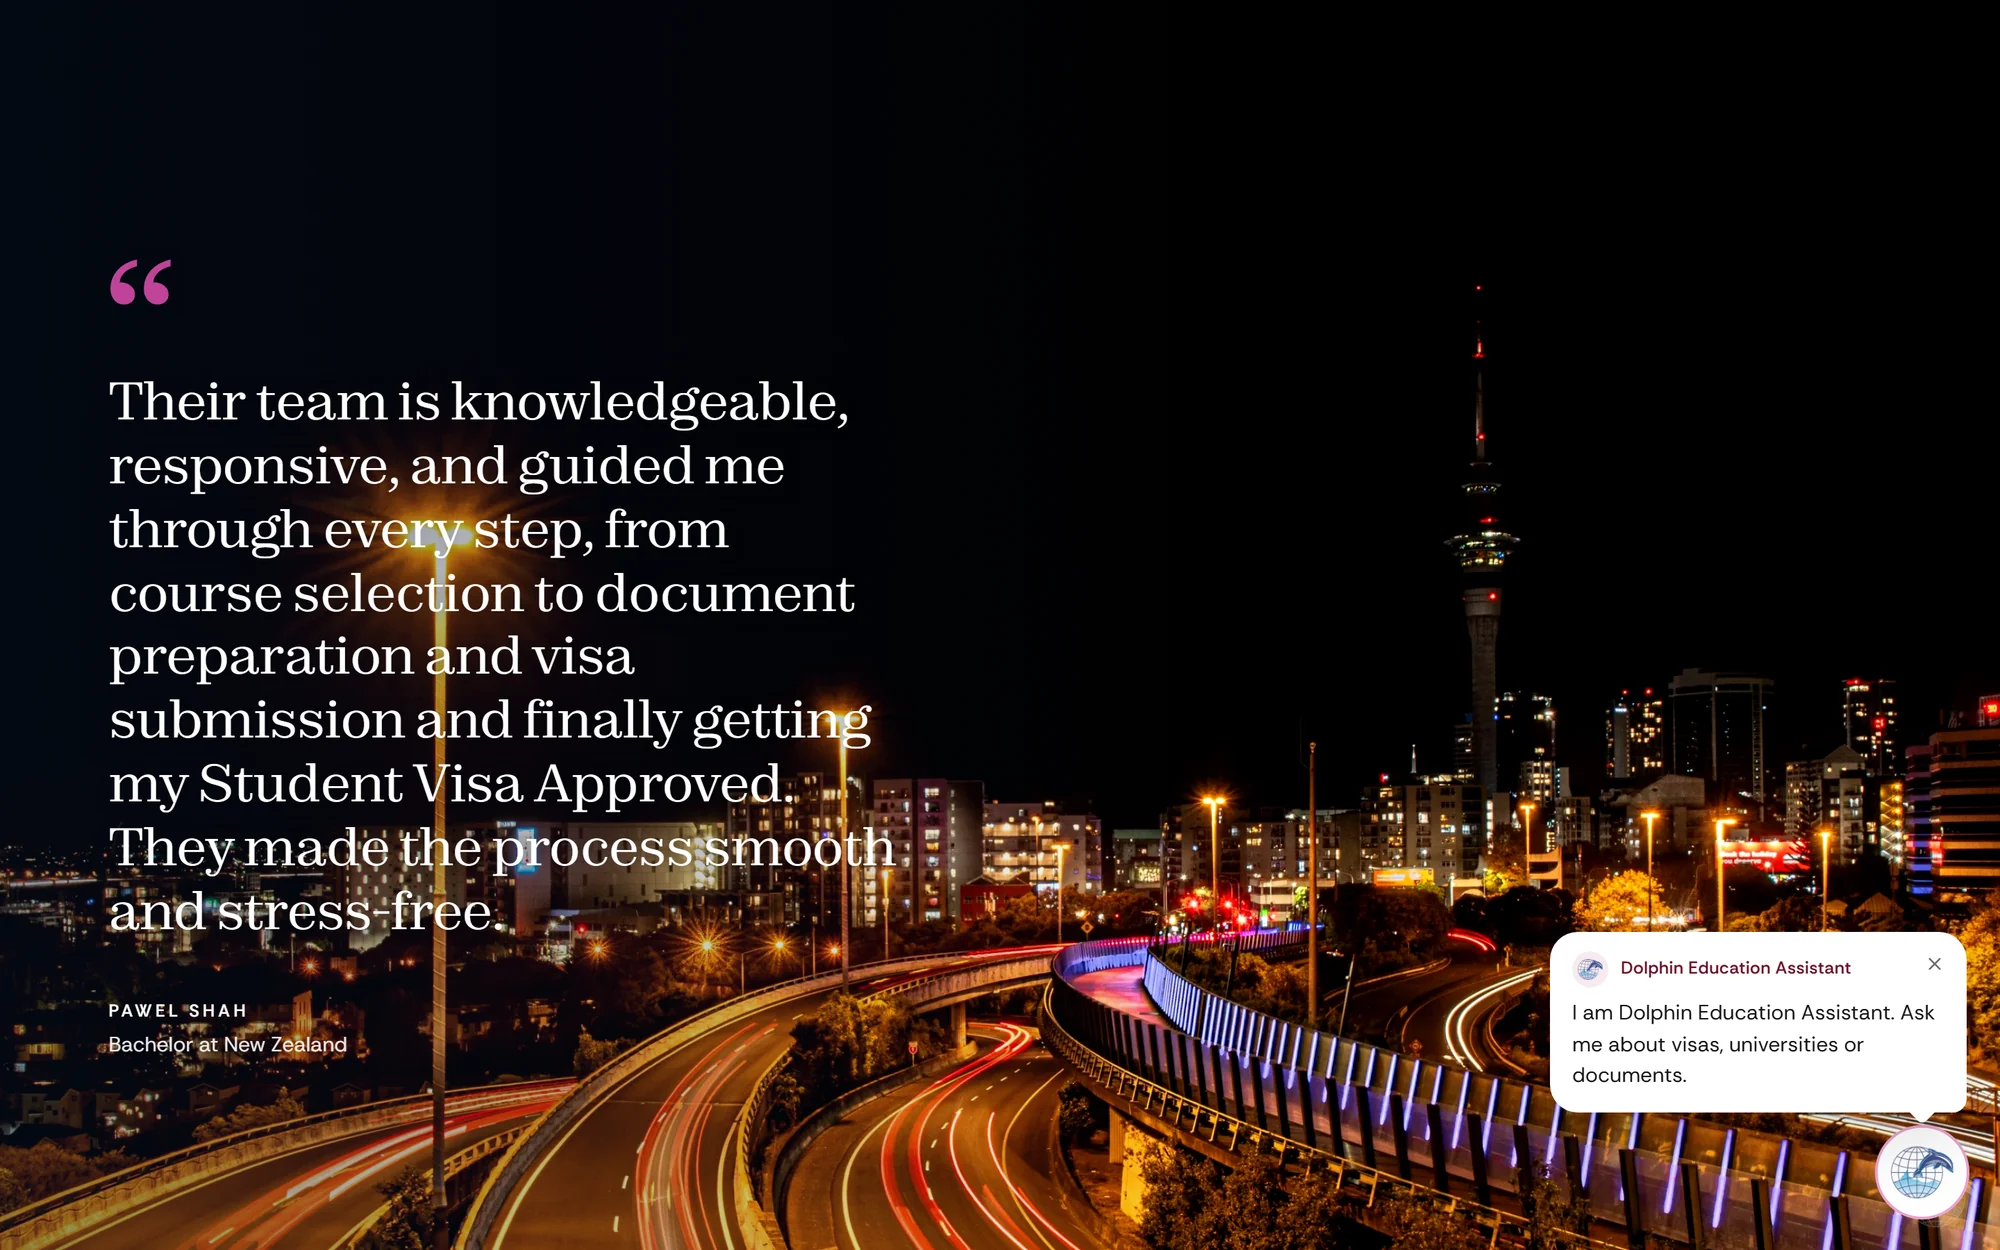 “
Their team is knowledgeable,
responsive, and guided me
through every step, from
course selection to document
preparation and visa
submission and finally getting
my Student Visa Approved.
They made the process smooth
and stress-free.
PAWEL SHAH
Bachelor at New Zealand
Dolphin Education Assistant
I am Dolphin Education Assistant. Ask
me about visas, universities or
documents.